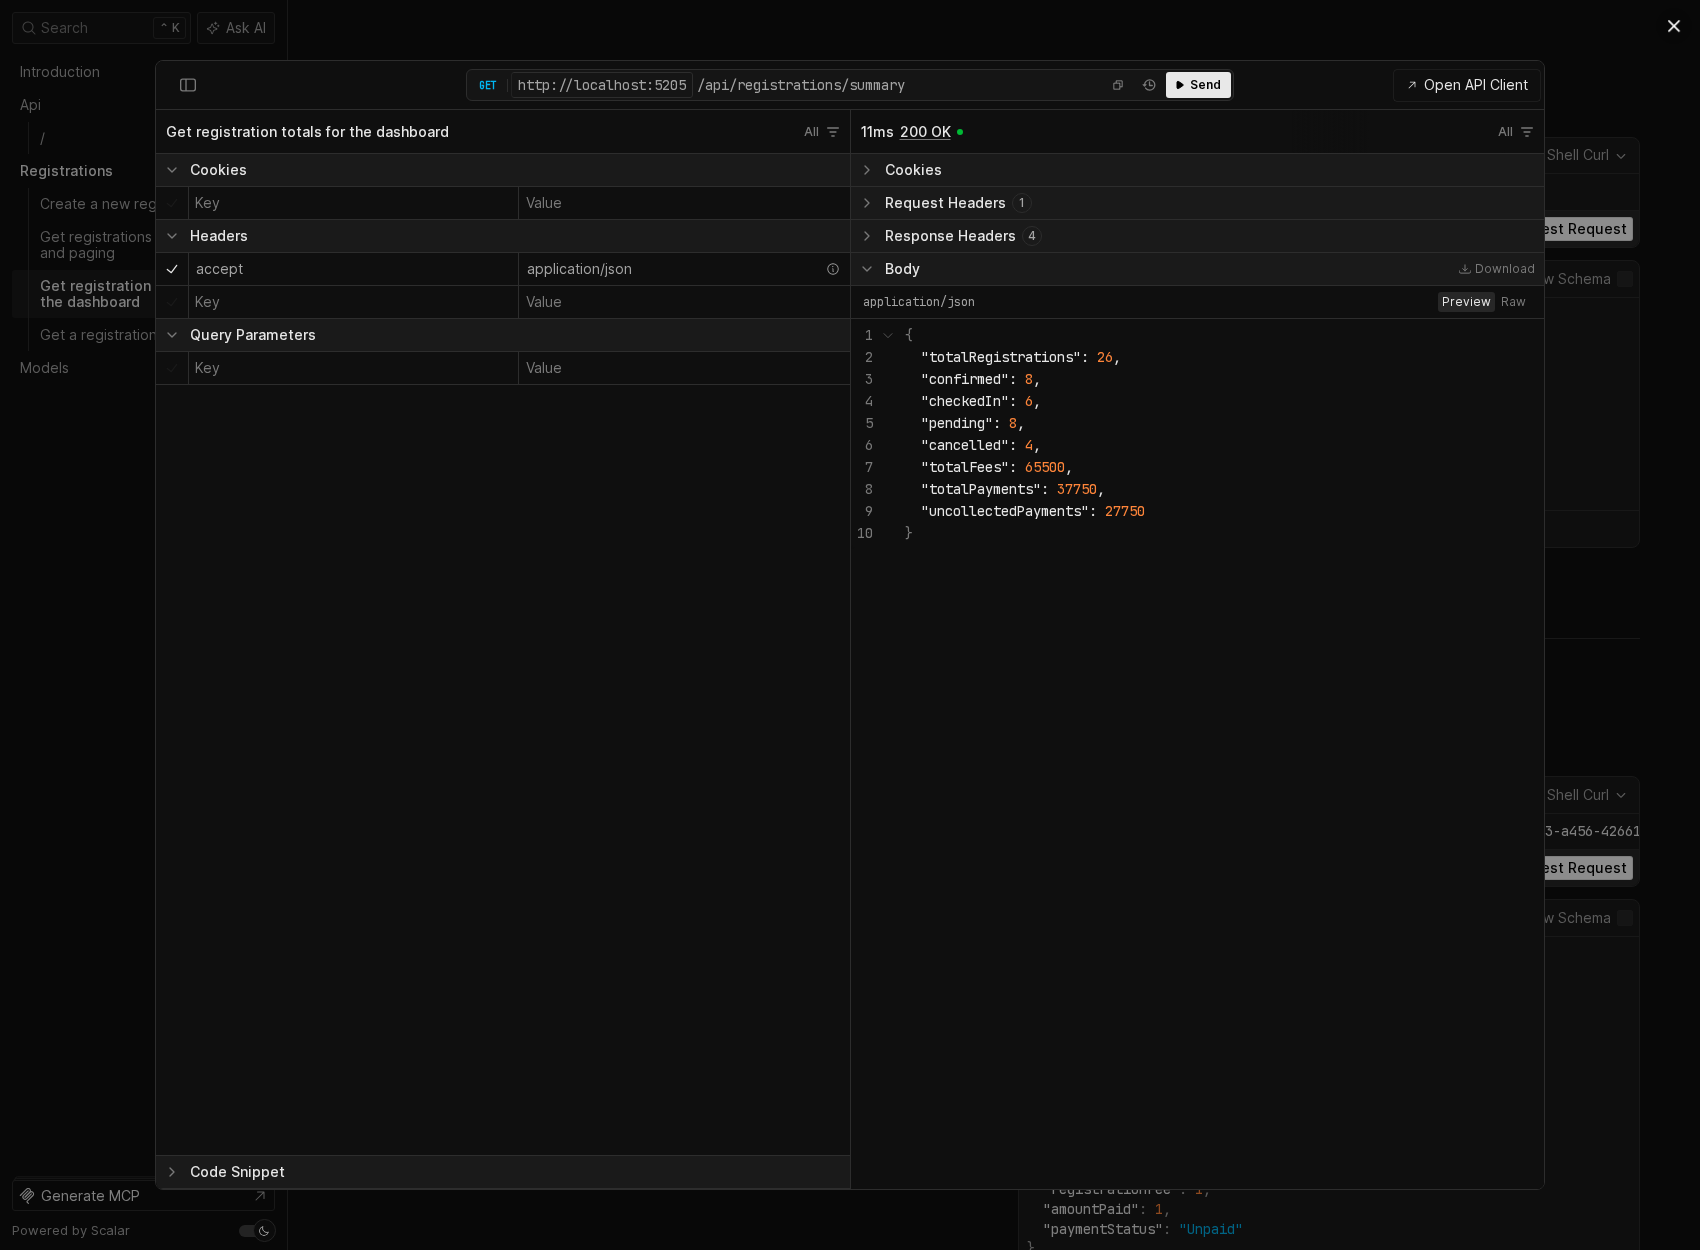 Search
⌃ K
Ask AI
Introduction
Api
/
Registrations
Create a new reg
Get registrations
and paging
Get registration
the dashboard
Get a registration
Models
Generate MCP
Powered by Scalar
GET
http://localhost:5205
/api/registrations/summary
Send
Open API Client
Get registration totals for the dashboard
All
Cookies
Key
Value
Headers
accept
application/json
Key
Value
Query Parameters
Key
Value
Code Snippet
11ms
200 OK
All
Cookies
Request Headers
1
Response Headers
4
Body
Download
application/json
Preview
Raw
1 {
2 "totalRegistrations": 26,
3 "confirmed": 8,
4 "checkedIn": 6,
5 "pending": 8,
6 "cancelled": 4,
7 "totalFees": 65500,
8 "totalPayments": 37750,
9 "uncollectedPayments": 27750
10 }
Shell Curl
est Request
w Schema
Shell Curl
3-a456-42661
est Request
w Schema
"registrationFee": 1,
"amountPaid": 1,
"paymentStatus": "Unpaid"
}